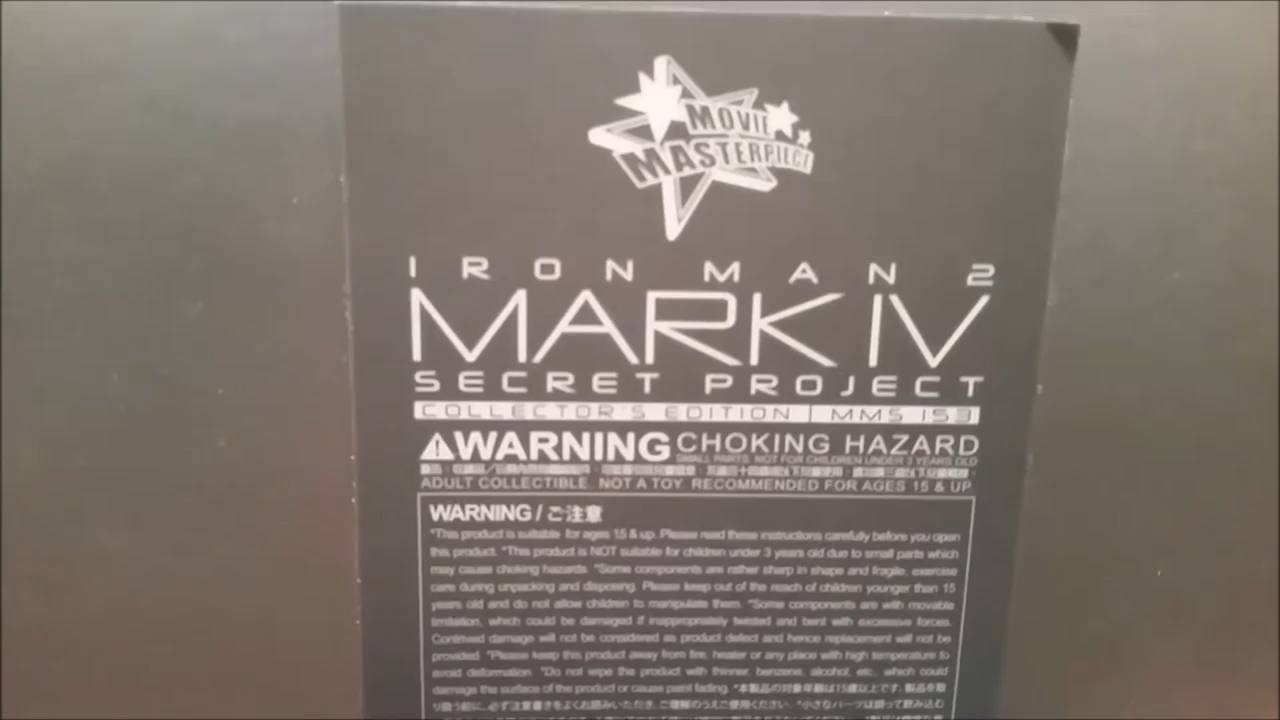 MOVIE
MASTERPIECE
IRON MAN 2
MARK IV
SECRET PROJECT
COLLECTOR'S EDITION | MMS 153
WARNING CHOKING HAZARD
SMALL PARTS. NOT FOR CHILDREN UNDER 3 YEARS OLD
ADULT COLLECTIBLE. NOT A TOY. RECOMMENDED FOR AGES 15 & UP.
WARNING / ご注意
*This product is suitable for ages 15 & up. Please read these instructions carefully before you open
this product. *This product is NOT suitable for children under 3 years old due to small parts which
may cause choking hazards. *Some components are rather sharp in shape and fragile, exercise
care during unpacking and disposing. Please keep out of the reach of children younger than 15
years old and do not allow children to manipulate them. *Some components are with movable
limitation, which could be damaged if inappropriately twisted and bent with excessive forces.
Contrived damage will not be considered as product defect and hence replacement will not be
provided. *Please keep this product away from fire, heater or any place with high temperature to
avoid deformation. *Do not wipe the product with thinner, benzene, alcohol, etc., which could
damage the surface of the product or cause paint fading. *本製品の対象年齢は15歳以上です。製品を取
り扱う前に、必ず注意書きをよくお読みいただき、ご理解のうえご使用ください。*小さなパーツは誤って飲み込む